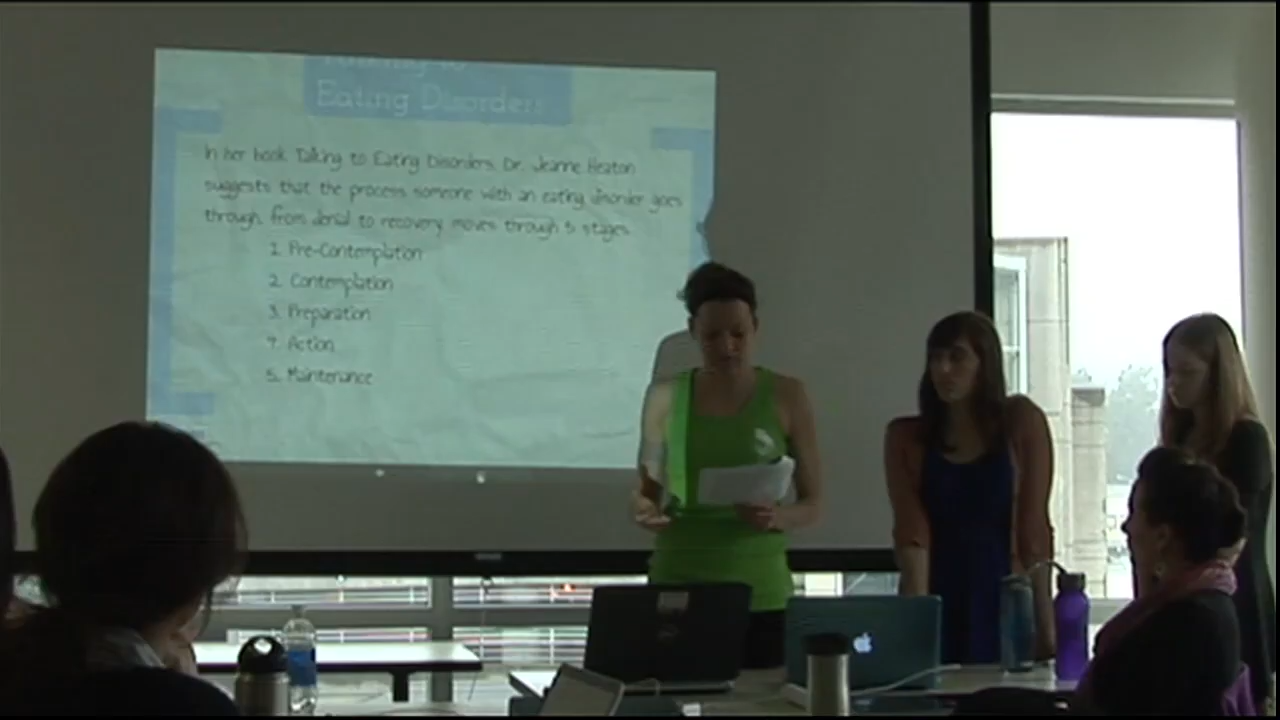 Eating Disorders
In her book Talking to Eating Disorders, Dr. Jeanne Heaton
suggests that the process someone with an eating disorder goes
through, from denial to recovery, moves through 5 stages
1. Pre-Contemplation
2. Contemplation
3. Preparation
4. Action
5. Maintenance